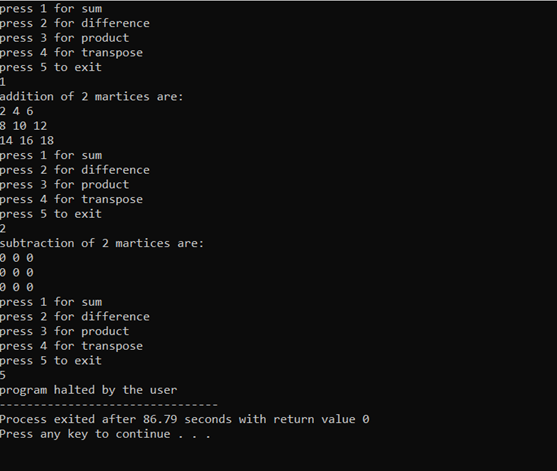 press 1 for sum
press 2 for difference
press 3 for product
press 4 for transpose
press 5 to exit
1
addition of 2 martices are:
2 4 6
8 10 12
14 16 18
press 1 for sum
press 2 for difference
press 3 for product
press 4 for transpose
press 5 to exit
2
subtraction of 2 martices are:
0 0 0
0 0 0
0 0 0
press 1 for sum
press 2 for difference
press 3 for product
press 4 for transpose
press 5 to exit
5
program halted by the user
--------------------------------
Process exited after 86.79 seconds with return value 0
Press any key to continue . . .